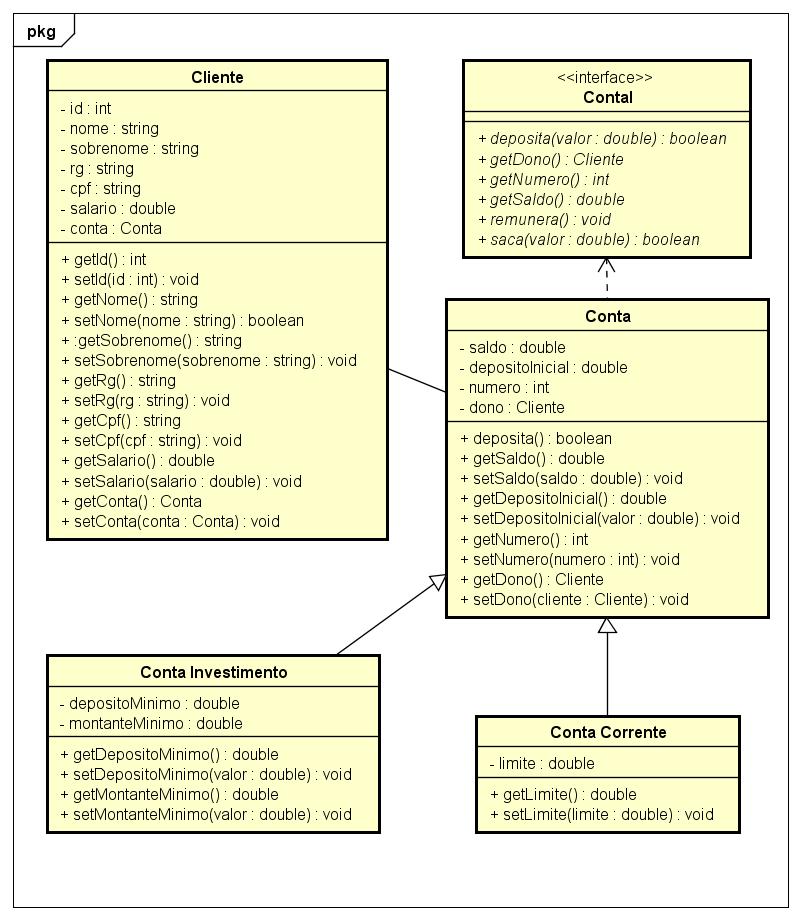 pkg
Cliente
- id : int
- nome : string
- sobrenome : string
- rg : string
- cpf : string
- salario : double
- conta : Conta
+ getId() : int
+ setId(id : int) : void
+ getNome() : string
+ setNome(nome : string) : boolean
+ :getSobrenome() : string
+ setSobrenome(sobrenome : string) : void
+ getRg() : string
+ setRg(rg : string) : void
+ getCpf() : string
+ setCpf(cpf : string) : void
+ getSalario() : double
+ setSalario(salario : double) : void
+ getConta() : Conta
+ setConta(conta : Conta) : void
<<interface>>
ContaI
+ deposita(valor : double) : boolean
+ getDono() : Cliente
+ getNumero() : int
+ getSaldo() : double
+ remunera() : void
+ saca(valor : double) : boolean
Conta
- saldo : double
- depositoInicial : double
- numero : int
- dono : Cliente
+ deposita() : boolean
+ getSaldo() : double
+ setSaldo(saldo : double) : void
+ getDepositoInicial() : double
+ setDepositoInicial(valor : double) : void
+ getNumero() : int
+ setNumero(numero : int) : void
+ getDono() : Cliente
+ setDono(cliente : Cliente) : void
Conta Investimento
- depositoMinimo : double
- montanteMinimo : double
+ getDepositoMinimo() : double
+ setDepositoMinimo(valor : double) : void
+ getMontanteMinimo() : double
+ setMontanteMinimo(valor : double) : void
Conta Corrente
- limite : double
+ getLimite() : double
+ setLimite(limite : double) : void